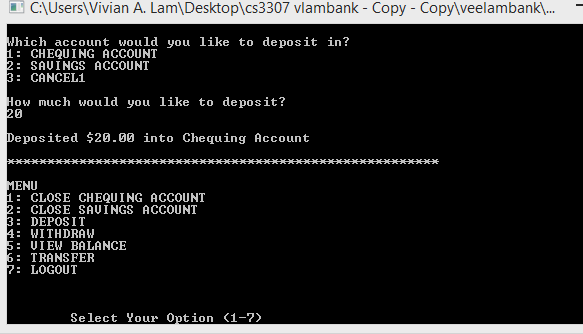 C:\Users\Vivian A. Lam\Desktop\cs3307 vlambank - Copy - Copy\veelambank\...
Which account would you like to deposit in?
1: CHEQUING ACCOUNT
2: SAVINGS ACCOUNT
3: CANCEL1
How much would you like to deposit?
20
Deposited $20.00 into Chequing Account
******************************************************
MENU
1: CLOSE CHEQUING ACCOUNT
2: CLOSE SAVINGS ACCOUNT
3: DEPOSIT
4: WITHDRAW
5: VIEW BALANCE
6: TRANSFER
7: LOGOUT
Select Your Option (1-7)